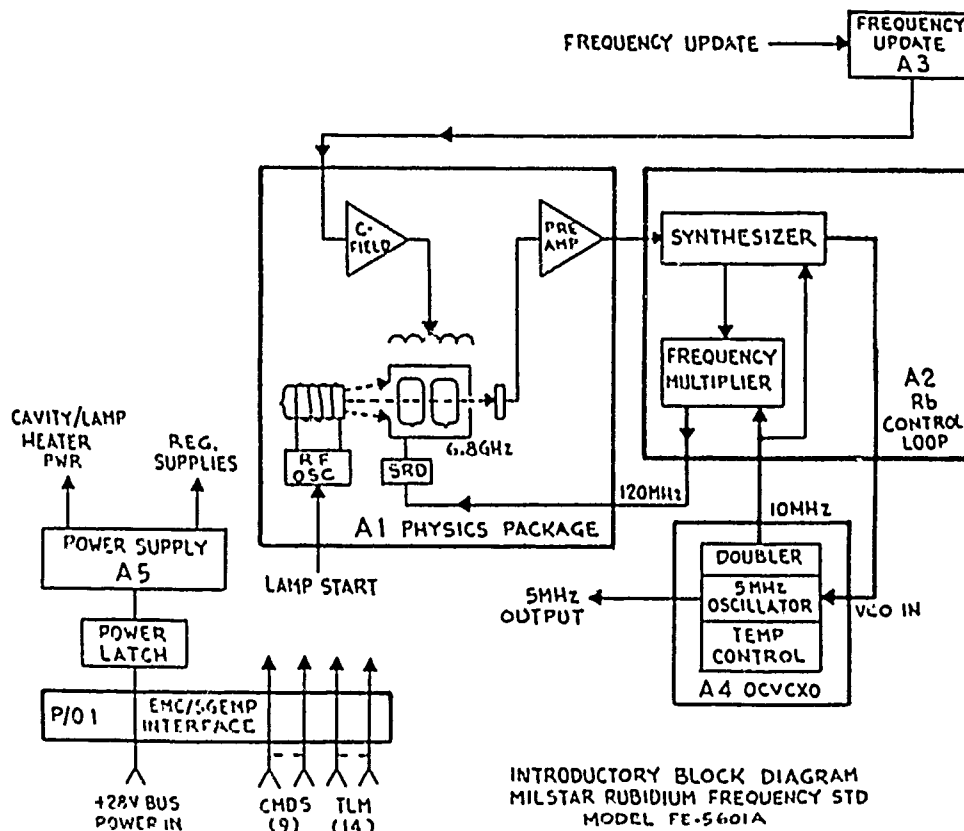 FREQUENCY UPDATE
FREQUENCY
UPDATE
A3
C-
FIELD
PRE
AMP
SYNTHESIZER
FREQUENCY
MULTIPLIER
A2
Rb
CONTROL
LOOP
CAVITY/LAMP
HEATER
PWR
REG.
SUPPLIES
RF
OSC
SRD
6.8GHz
120MHz
A1 PHYSICS PACKAGE
10MHz
POWER SUPPLY
A5
LAMP START
DOUBLER
5MHz
OSCILLATOR
TEMP
CONTROL
A4 OCVCXO
5MHz
OUTPUT
VCO IN
POWER
LATCH
P/O 1
EMC/SGEMP
INTERFACE
+28V BUS
POWER IN
CMDS
(9)
TLM
(14)
INTRODUCTORY BLOCK DIAGRAM
MILSTAR RUBIDIUM FREQUENCY STD
MODEL FE-5601A